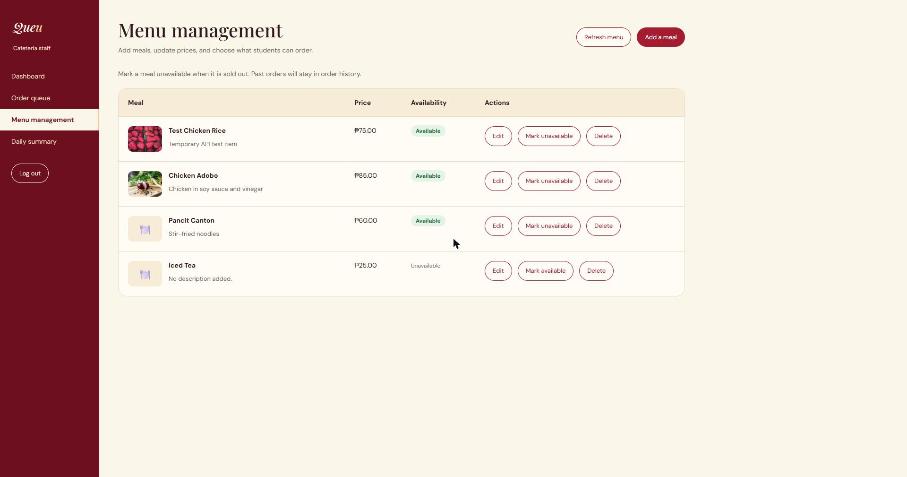 Queu
Cafeteria staff
Dashboard
Order queue
Menu management
Daily summary
Log out
Menu management
Add meals, update prices, and choose what students can order.
Refresh menu
Add a meal
Mark a meal unavailable when it is sold out. Past orders will stay in order history.
Meal Price Availability Actions
Test Chicken Rice ₱75.00 Available Edit Mark unavailable Delete
Temporary API test item
Chicken Adobo ₱85.00 Available Edit Mark unavailable Delete
Chicken in soy sauce and vinegar
Pancit Canton ₱60.00 Available Edit Mark unavailable Delete
Stir-fried noodles
Iced Tea ₱25.00 Unavailable Edit Mark available Delete
No description added.